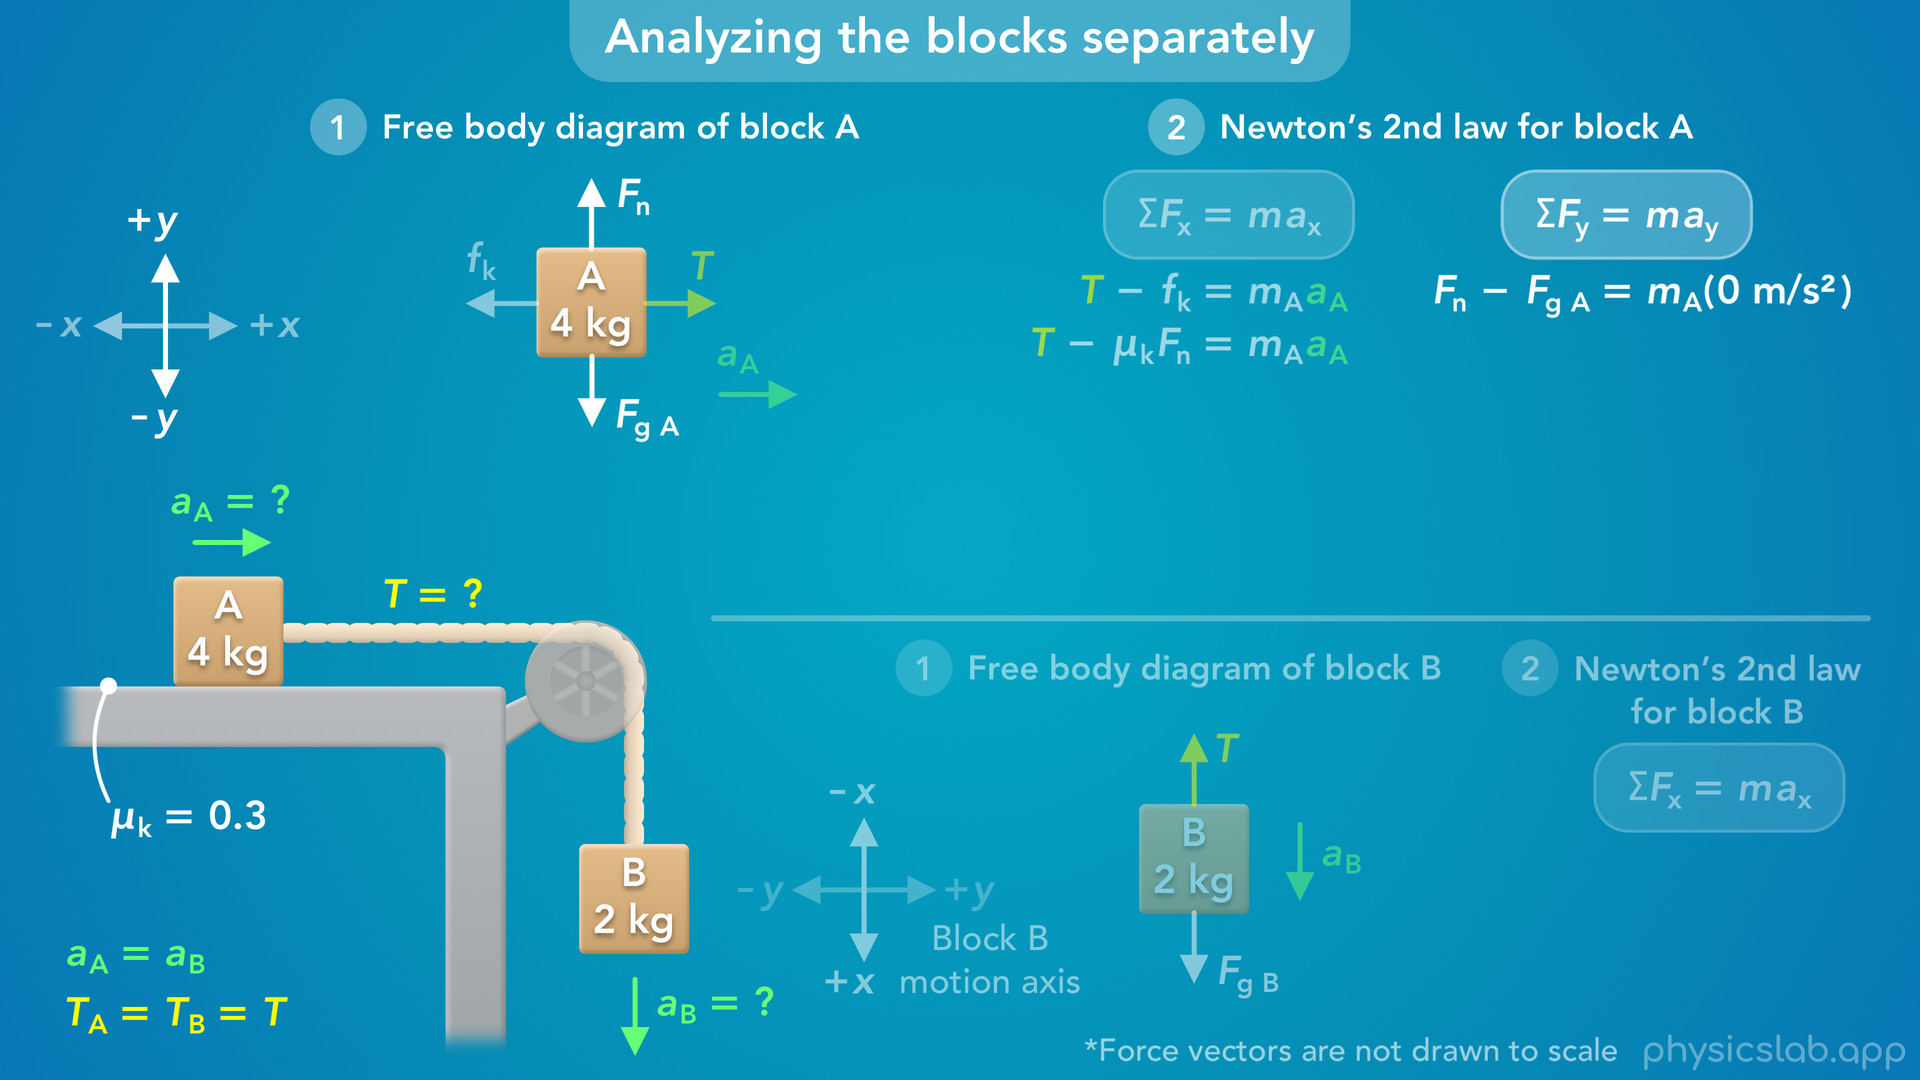 Analyzing the blocks separately
1 Free body diagram of block A
2 Newton's 2nd law for block A
+y
-x
+x
-y
Fn
fk
T
A
4 kg
aA
Fg A
ΣFx = max
T - fk = mAaA
T - μkFn = mAaA
ΣFy = may
Fn - Fg A = mA(0 m/s²)
aA = ?
A
4 kg
T = ?
μk = 0.3
B
2 kg
aB = ?
aA = aB
TA = TB = T
1 Free body diagram of block B
2 Newton's 2nd law
for block B
ΣFx = max
-x
-y
+y
+x
Block B
motion axis
T
B
2 kg
aB
Fg B
*Force vectors are not drawn to scale
physicslab.app